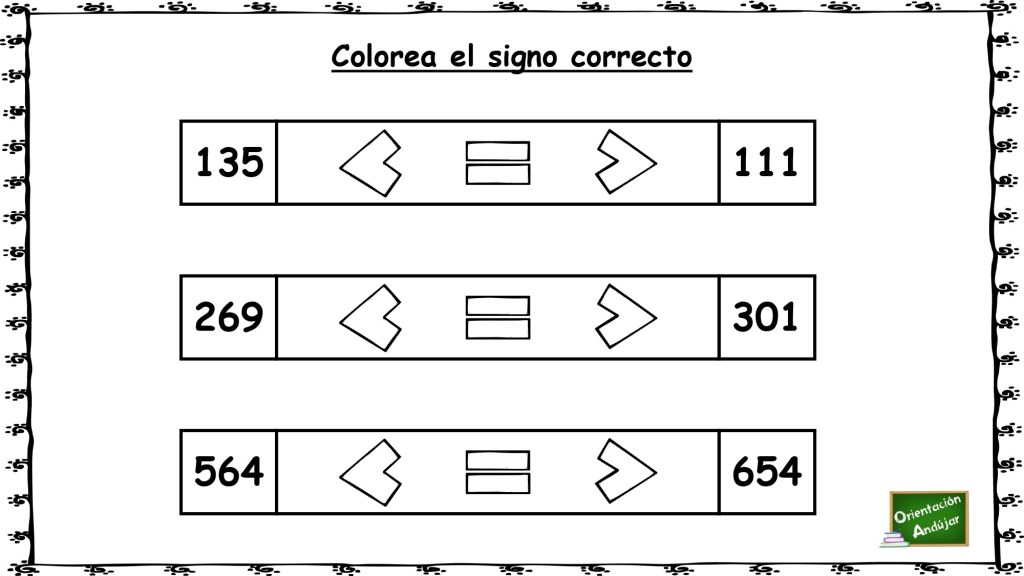 Colorea el signo correcto
135 < = > 111
269 < = > 301
564 < = > 654
Orientación
Andújar